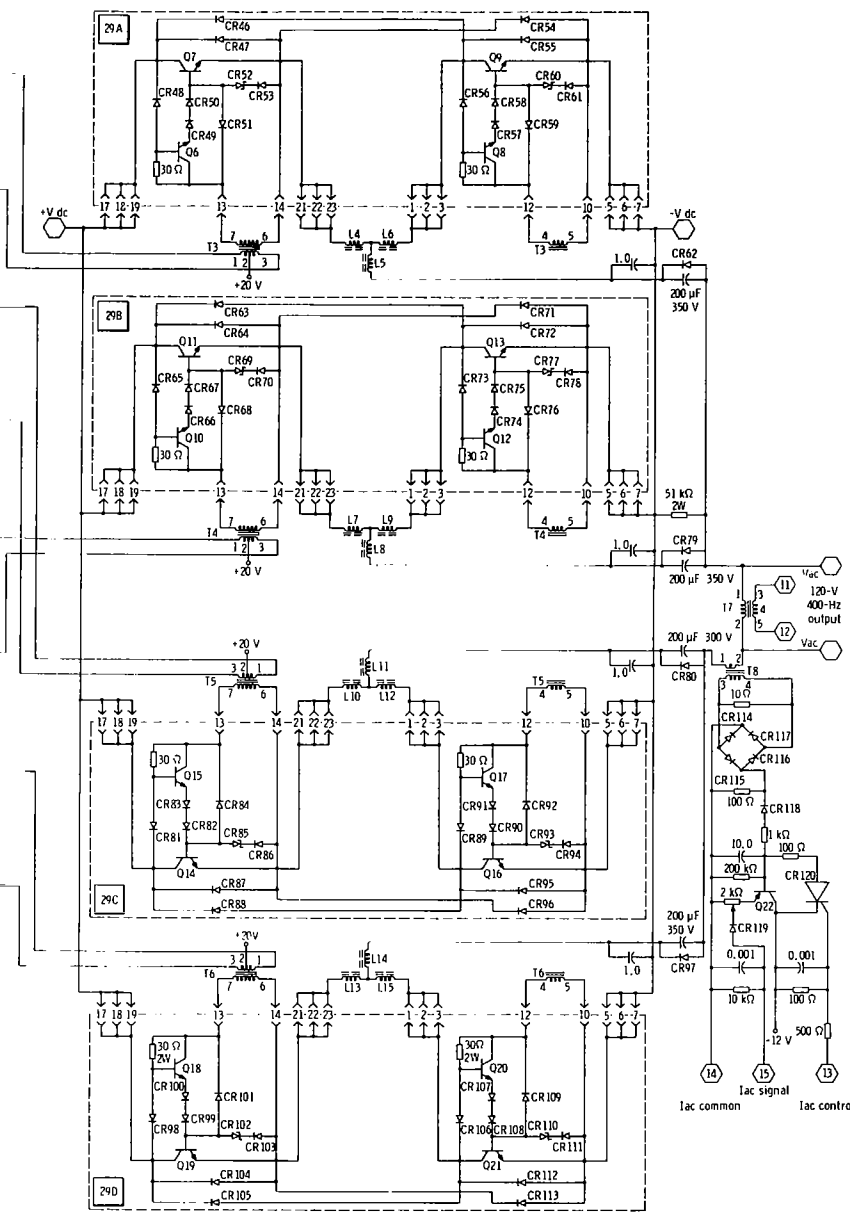 29A
CR46
CR54
CR47
CR55
Q7
Q9
CR52
CR60
CR53
CR61
CR48
CR50
CR56
CR58
CR49
CR51
CR57
CR59
Q6
Q8
30 Ω
30 Ω
17 18 19 13 14 21 22 23 1 2 3 12 10 5 6 7
+V dc
-V dc
7 6
T3
1 2 3
+20 V
L4 L6
L5
4 5
T3
1.0
CR62
200 µF
350 V
29B
CR63
CR71
CR64
CR72
Q11
Q13
CR69
CR77
CR70
CR78
CR65
CR67
CR73
CR75
CR66
CR68
CR74
CR76
Q10
Q12
30 Ω
30 Ω
17 18 19 13 14 21 22 23 1 2 3 12 10 5 6 7
51 kΩ
2W
7 6
T4
1 2 3
+20 V
L7 L9
L8
4 5
T4
1.0
CR79
200 µF 350 V
Vac
11
120-V
400-Hz
output
1 3
T7 4
2 5
12
Vac
+20 V
3 2 1
T5
7 6
L11
L10 L12
T5
4 5
1.0
200 µF 300 V
CR80
1 2
T8
3 4
10 Ω
CR114
CR117
CR116
CR115
100 Ω
CR118
1 kΩ
17 18 19 13 14 21 22 23 1 2 3 12 10 5 6 7
30 Ω
30 Ω
Q15
Q17
CR83
CR84
CR91
CR92
CR81
CR82
CR85
CR86
CR89
CR90
CR93
CR94
Q14
Q16
CR87
CR95
CR88
CR96
29C
10.0
100 Ω
200 kΩ
CR120
2 kΩ
Q22
CR119
0.001
0.001
10 kΩ
100 Ω
-12 V
500 Ω
14
15
13
Iac signal
Iac common
Iac contro
+20 V
3 2 1
T6
7 6
L14
L13 L15
T6
4 5
200 µF
350 V
CR97
1.0
17 18 19 13 14 21 22 23 1 2 3 12 10 5 6 7
30 Ω
2W
30Ω
2W
Q18
Q20
CR100
CR101
CR107
CR109
CR98
CR99
CR102
CR103
CR106
CR108
CR110
CR111
Q19
Q21
CR104
CR112
CR105
CR113
29D